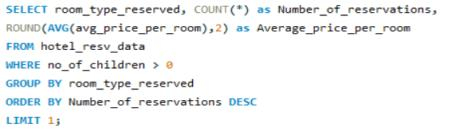 SELECT room_type_reserved, COUNT(*) as Number_of_reservations,
ROUND(AVG(avg_price_per_room),2) as Average_price_per_room
FROM hotel_resv_data
WHERE no_of_children > 0
GROUP BY room_type_reserved
ORDER BY Number_of_reservations DESC
LIMIT 1;